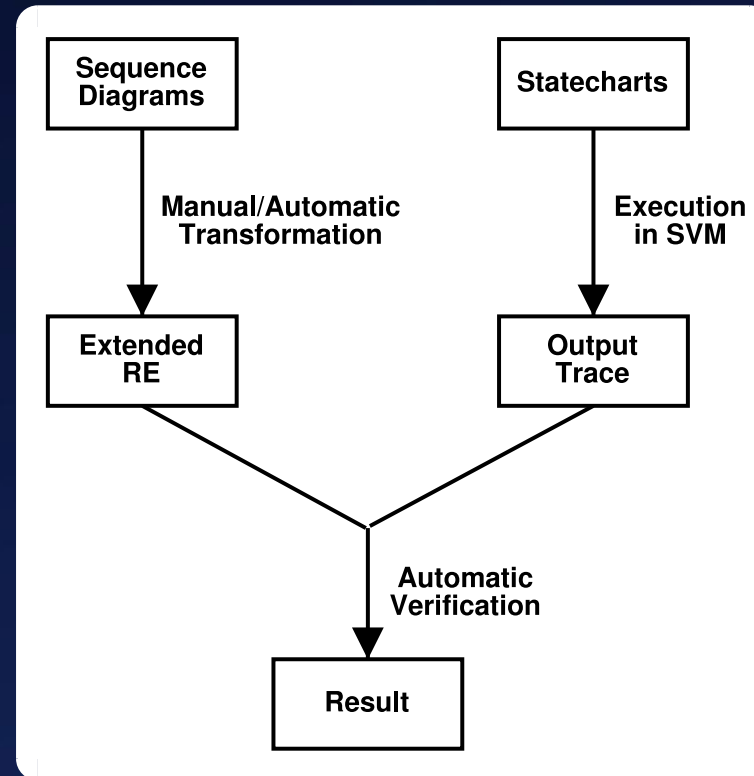 Sequence
Diagrams
Statecharts
Manual/Automatic
Transformation
Execution
in SVM
Extended
RE
Output
Trace
Automatic
Verification
Result